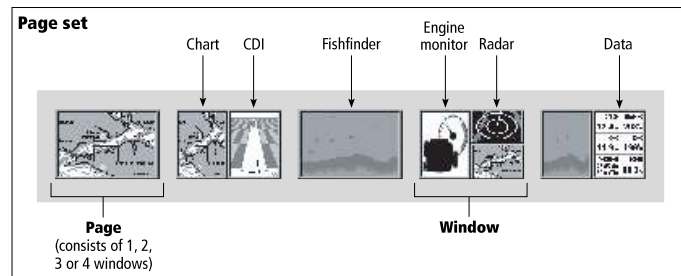 Page set
Chart
CDI
Fishfinder
Engine
monitor
Radar
Data
Page
(consists of 1, 2,
3 or 4 windows)
Window